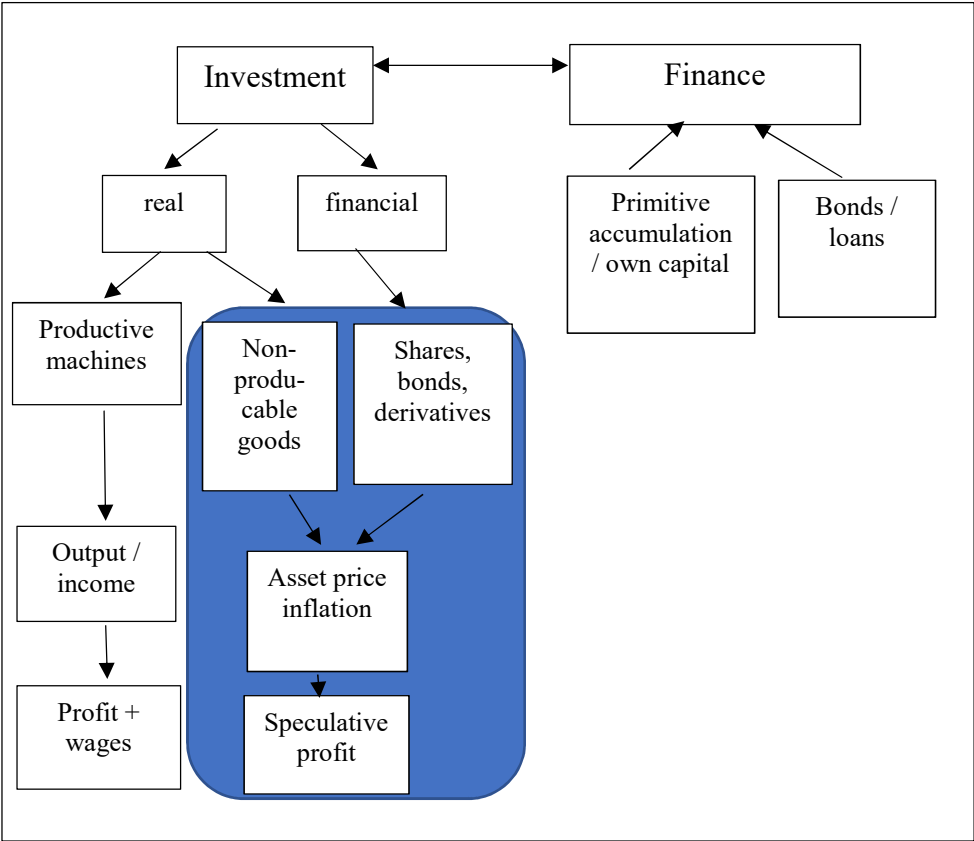 Investment
Finance
real
financial
Primitive
accumulation
/ own capital
Bonds /
loans
Productive
machines
Non-
produ-
cable
goods
Shares,
bonds,
derivatives
Output /
income
Asset price
inflation
Profit +
wages
Speculative
profit